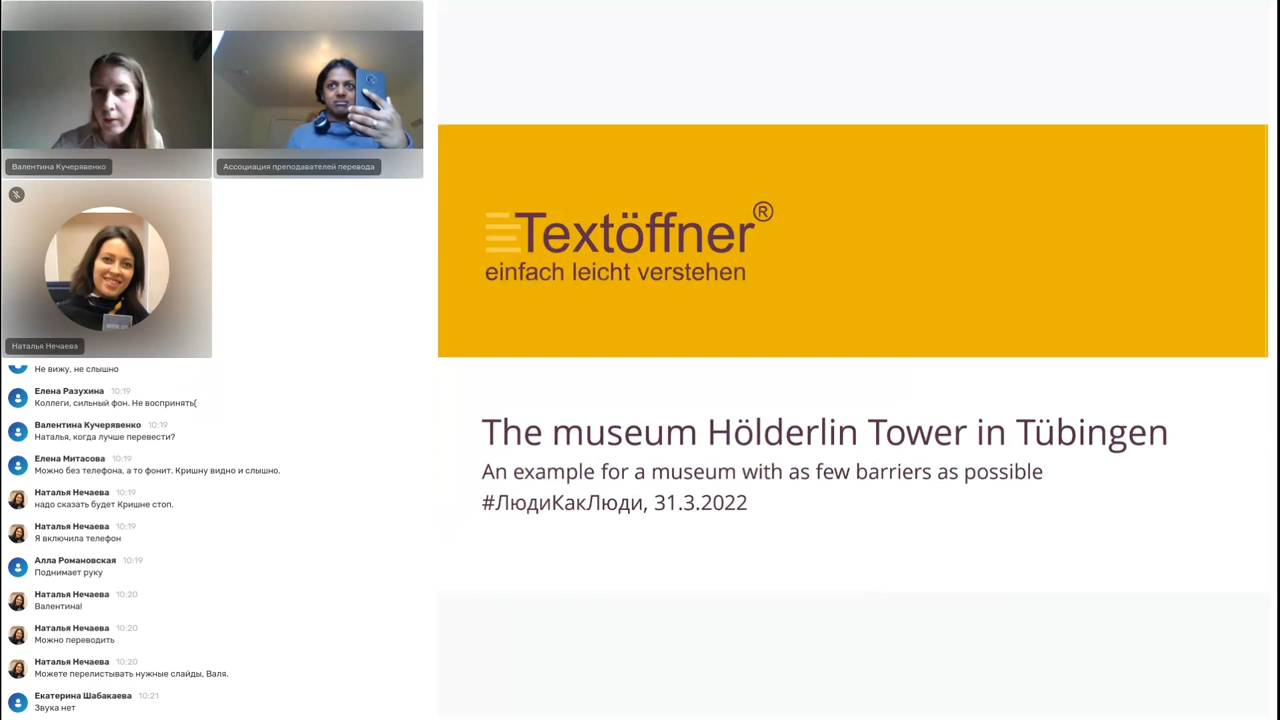 Валентина Кучерявенко
Ассоциация преподавателей перевода
Наталья Нечаева
Не вижу, не слышно
Елена Разухина 10:19
Коллеги, сильный фон. Не воспринять(
Валентина Кучерявенко 10:19
Наталья, когда лучше перевести?
Елена Митасова 10:19
Можно без телефона, а то фонит. Кришну видно и слышно.
Наталья Нечаева 10:19
надо сказать будет Кришне стоп.
Наталья Нечаева 10:19
Я включила телефон
Алла Романовская 10:19
Поднимает руку
Наталья Нечаева 10:20
Валентина!
Наталья Нечаева 10:20
Можно переводить
Наталья Нечаева 10:20
Можете перелистывать нужные слайды, Валя.
Екатерина Шабакаева 10:21
Звука нет
Textöffner®
einfach leicht verstehen
The museum Hölderlin Tower in Tübingen
An example for a museum with as few barriers as possible
#ЛюдиКакЛюди, 31.3.2022